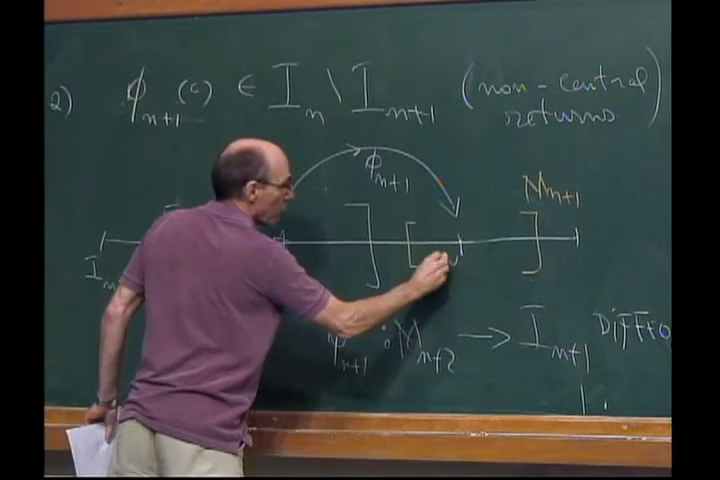 2) ϕ_{n+1}(c) ∈ I_n \ I_{n+1} (non-central
returns)
ϕ_{n+1}
M_{n+1}
I_n
ψ_{n+1} : M_{n+2} → I_{n+1} DIFFEO